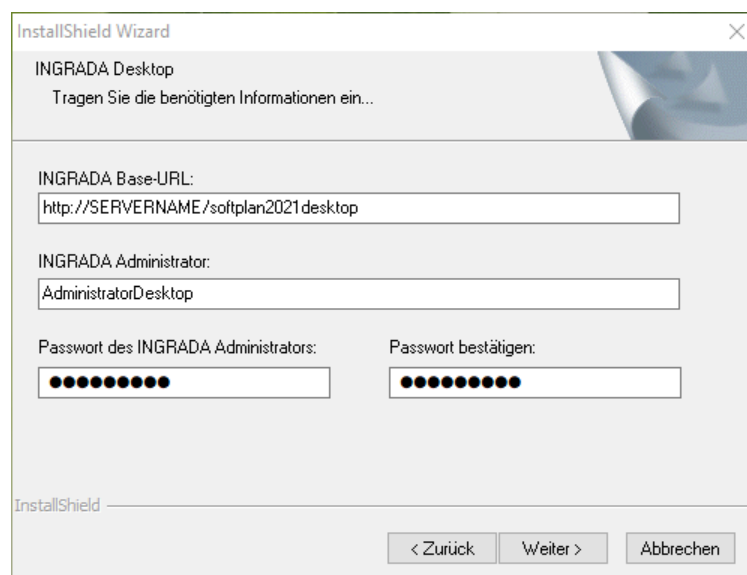 InstallShield Wizard
INGRADA Desktop
Tragen Sie die benötigten Informationen ein...
INGRADA Base-URL:
http://SERVERNAME/softplan2021desktop
INGRADA Administrator:
AdministratorDesktop
Passwort des INGRADA Administrators: Passwort bestätigen:
●●●●●●●●● ●●●●●●●●●
InstallShield
< Zurück Weiter > Abbrechen